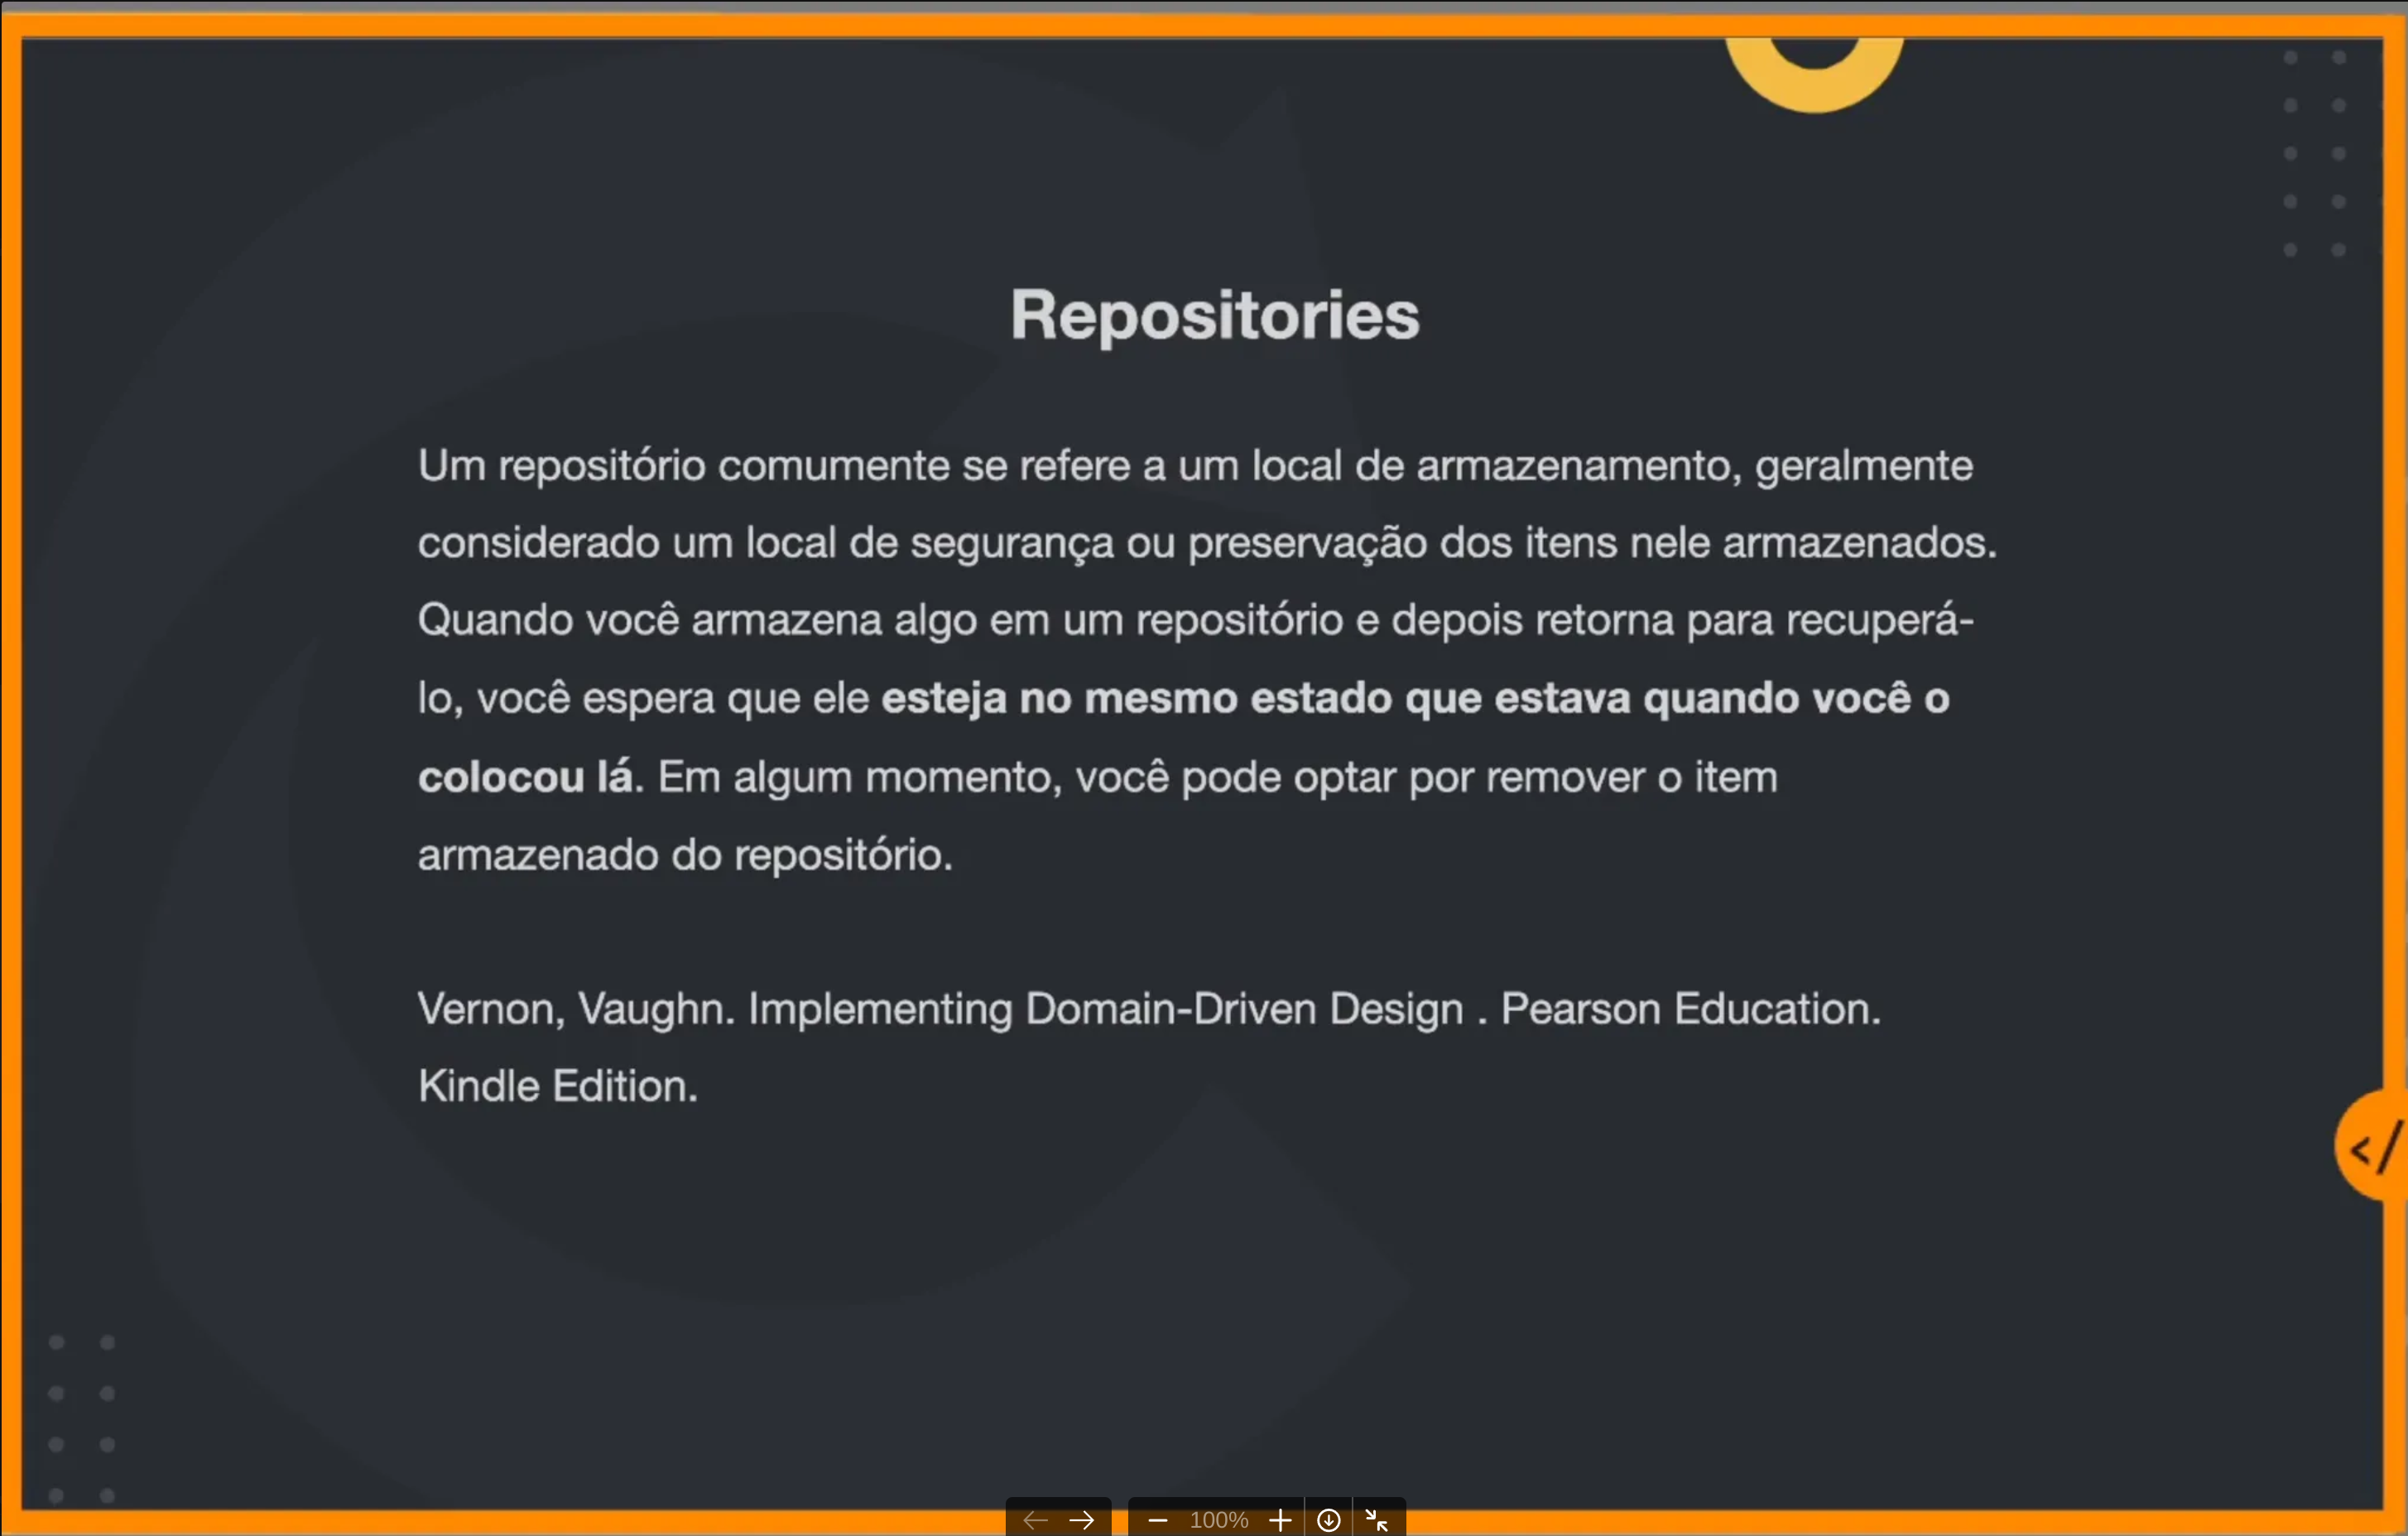 Repositories
Um repositório comumente se refere a um local de armazenamento, geralmente
considerado um local de segurança ou preservação dos itens nele armazenados.
Quando você armazena algo em um repositório e depois retorna para recuperá-
lo, você espera que ele esteja no mesmo estado que estava quando você o
colocou lá. Em algum momento, você pode optar por remover o item
armazenado do repositório.
Vernon, Vaughn. Implementing Domain-Driven Design . Pearson Education.
Kindle Edition.
</
100%